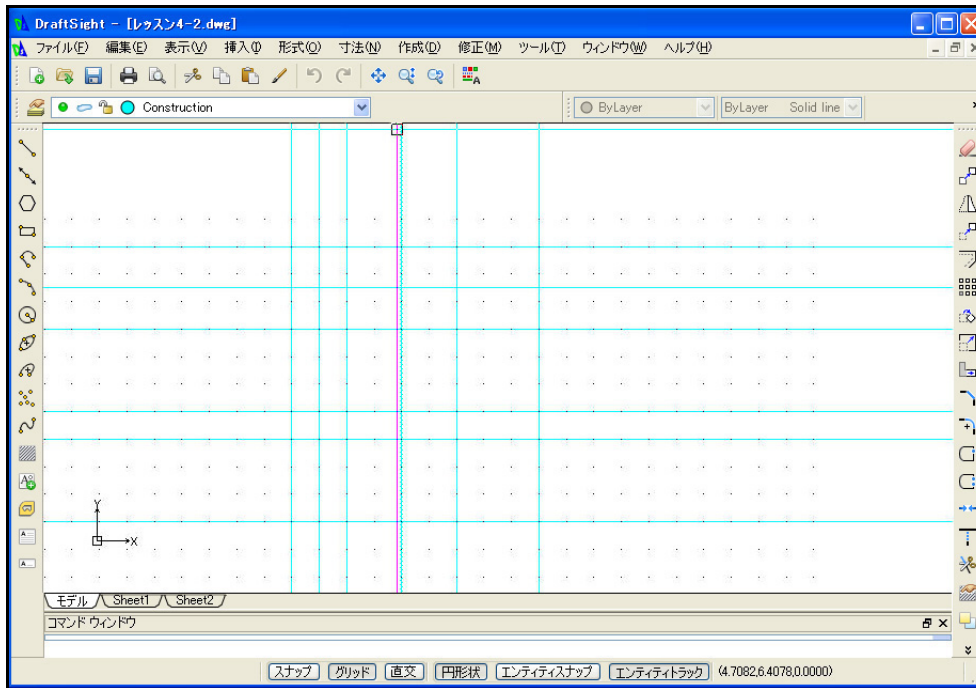 DraftSight - [レッスン4-2.dwg]
ファイル(F) 編集(E) 表示(V) 挿入(I) 形式(O) 寸法(N) 作成(D) 修正(M) ツール(T) ウィンドウ(W) ヘルプ(H)
Construction ByLayer ByLayer Solid line
Y
X
モデル Sheet1 Sheet2
コマンド ウィンドウ
スナップ グリッド 直交 円形状 エンティティスナップ エンティティトラック (4.7082,6.4078,0.0000)